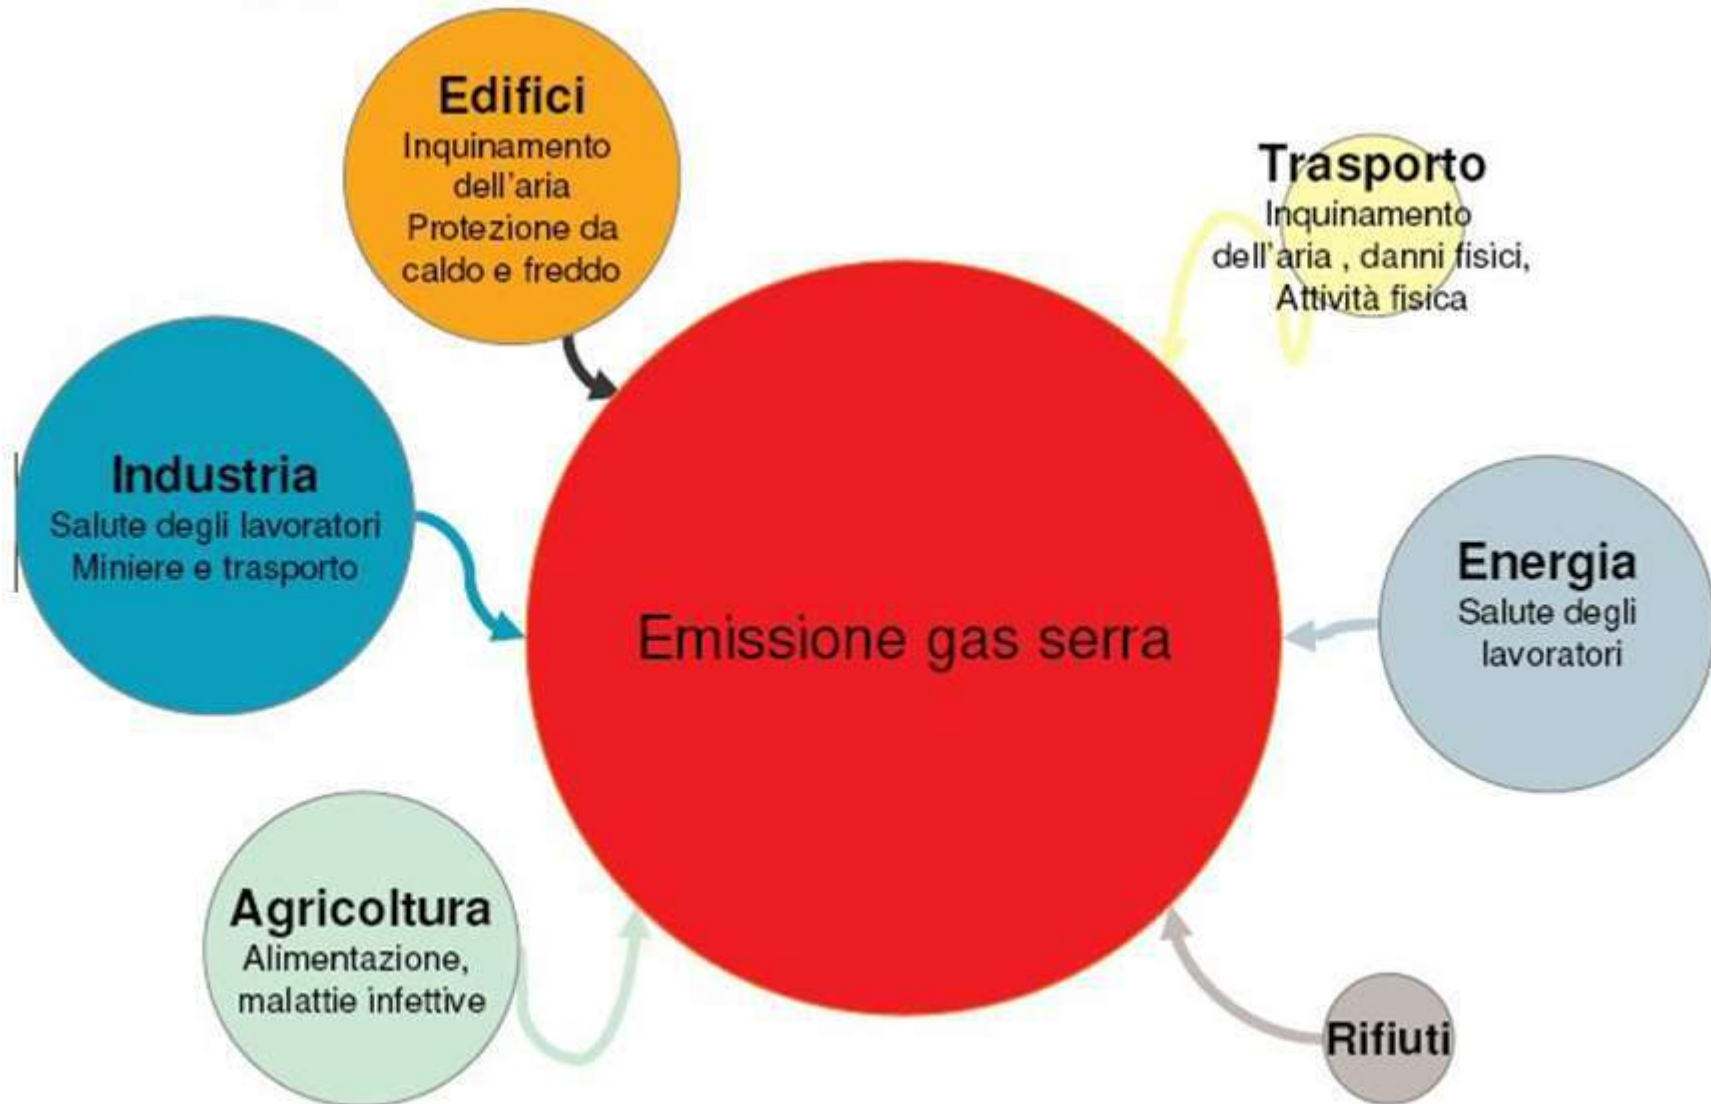 Edifici
Inquinamento
dell'aria
Protezione da
caldo e freddo
Trasporto
Inquinamento
dell'aria , danni fisici,
Attività fisica
Industria
Salute degli lavoratori
Miniere e trasporto
Emissione gas serra
Energia
Salute degli
lavoratori
Agricoltura
Alimentazione,
malattie infettive
Rifiuti